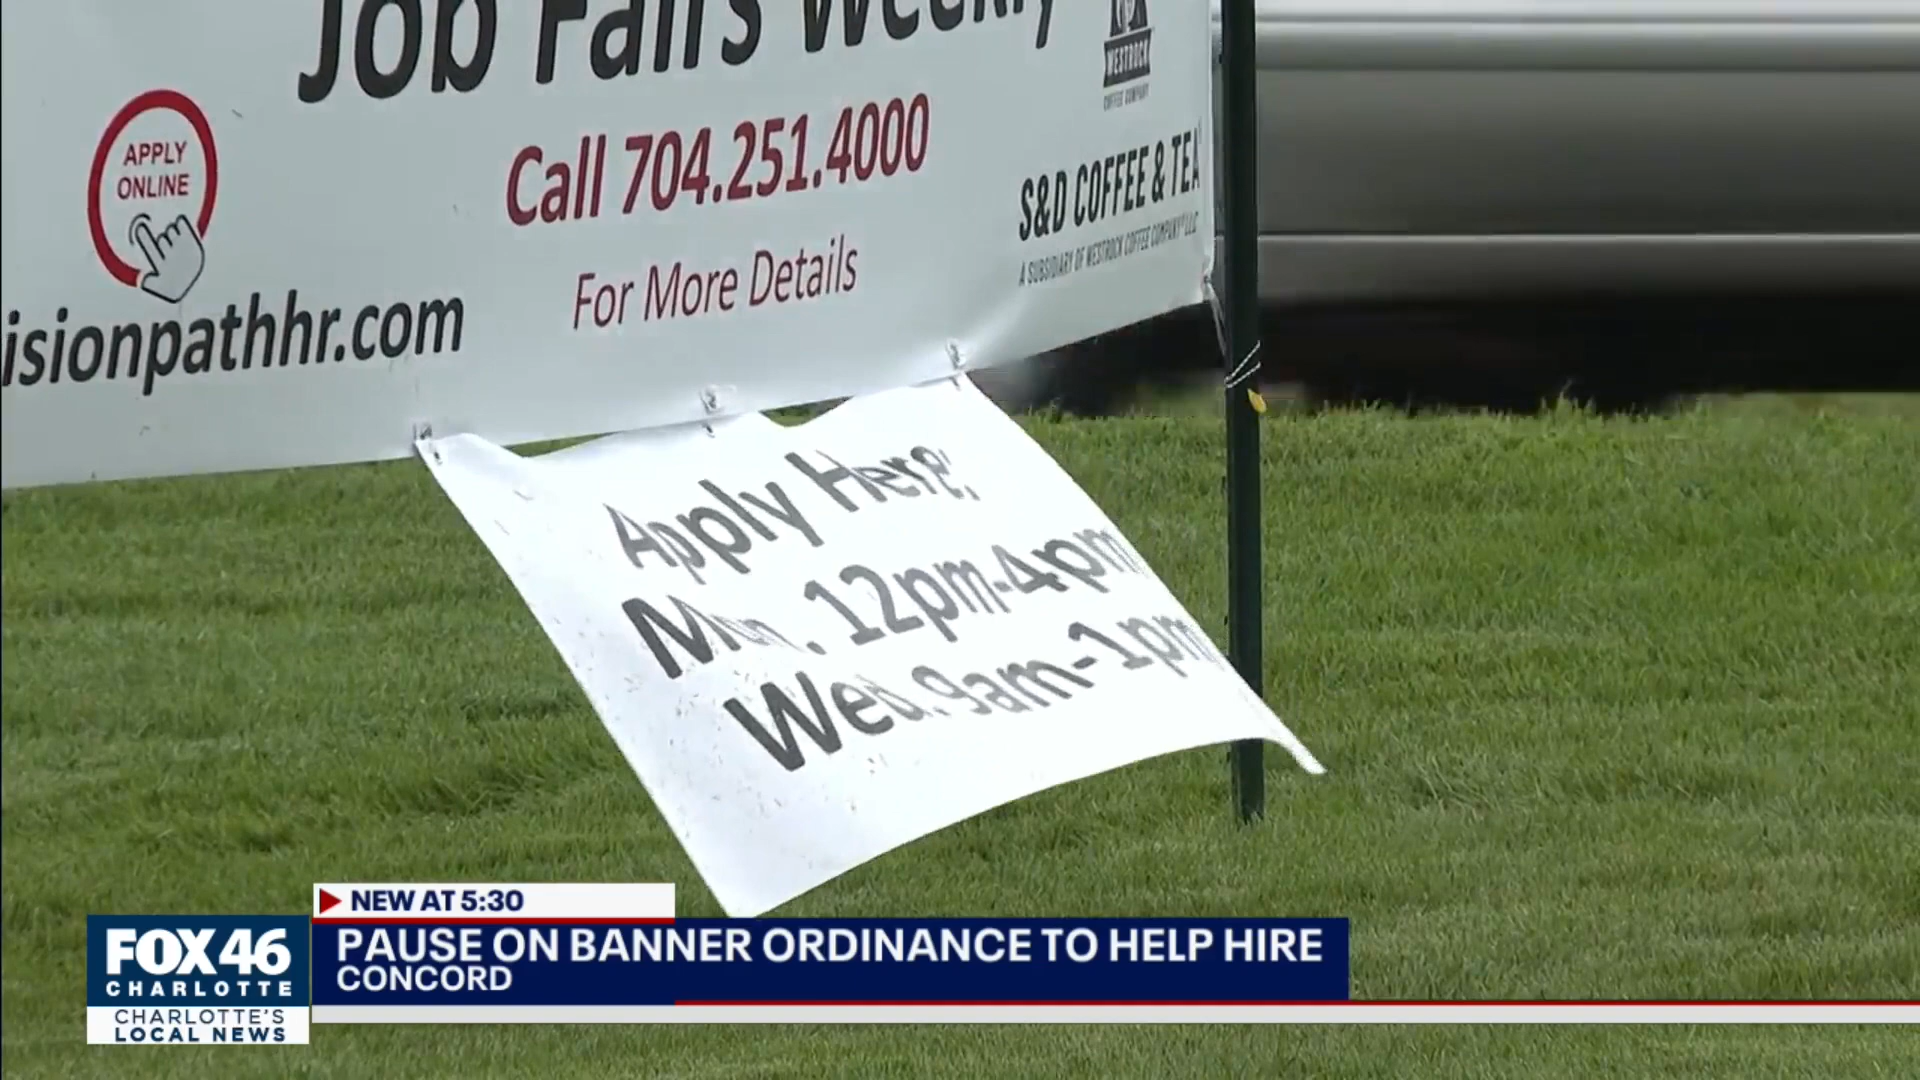 Job Fairs Weekly
WESTROCK
COFFEE COMPANY
APPLY
ONLINE
Call 704.251.4000
S&D COFFEE & TEA
A SUBSIDIARY OF WESTROCK COFFEE COMPANY LLC
For More Details
isionpathhr.com
Apply Here,
Mon. 12pm-4pm
Wed. 9am-1pm
NEW AT 5:30
FOX 46
CHARLOTTE
PAUSE ON BANNER ORDINANCE TO HELP HIRE
CONCORD
CHARLOTTE'S
LOCAL NEWS